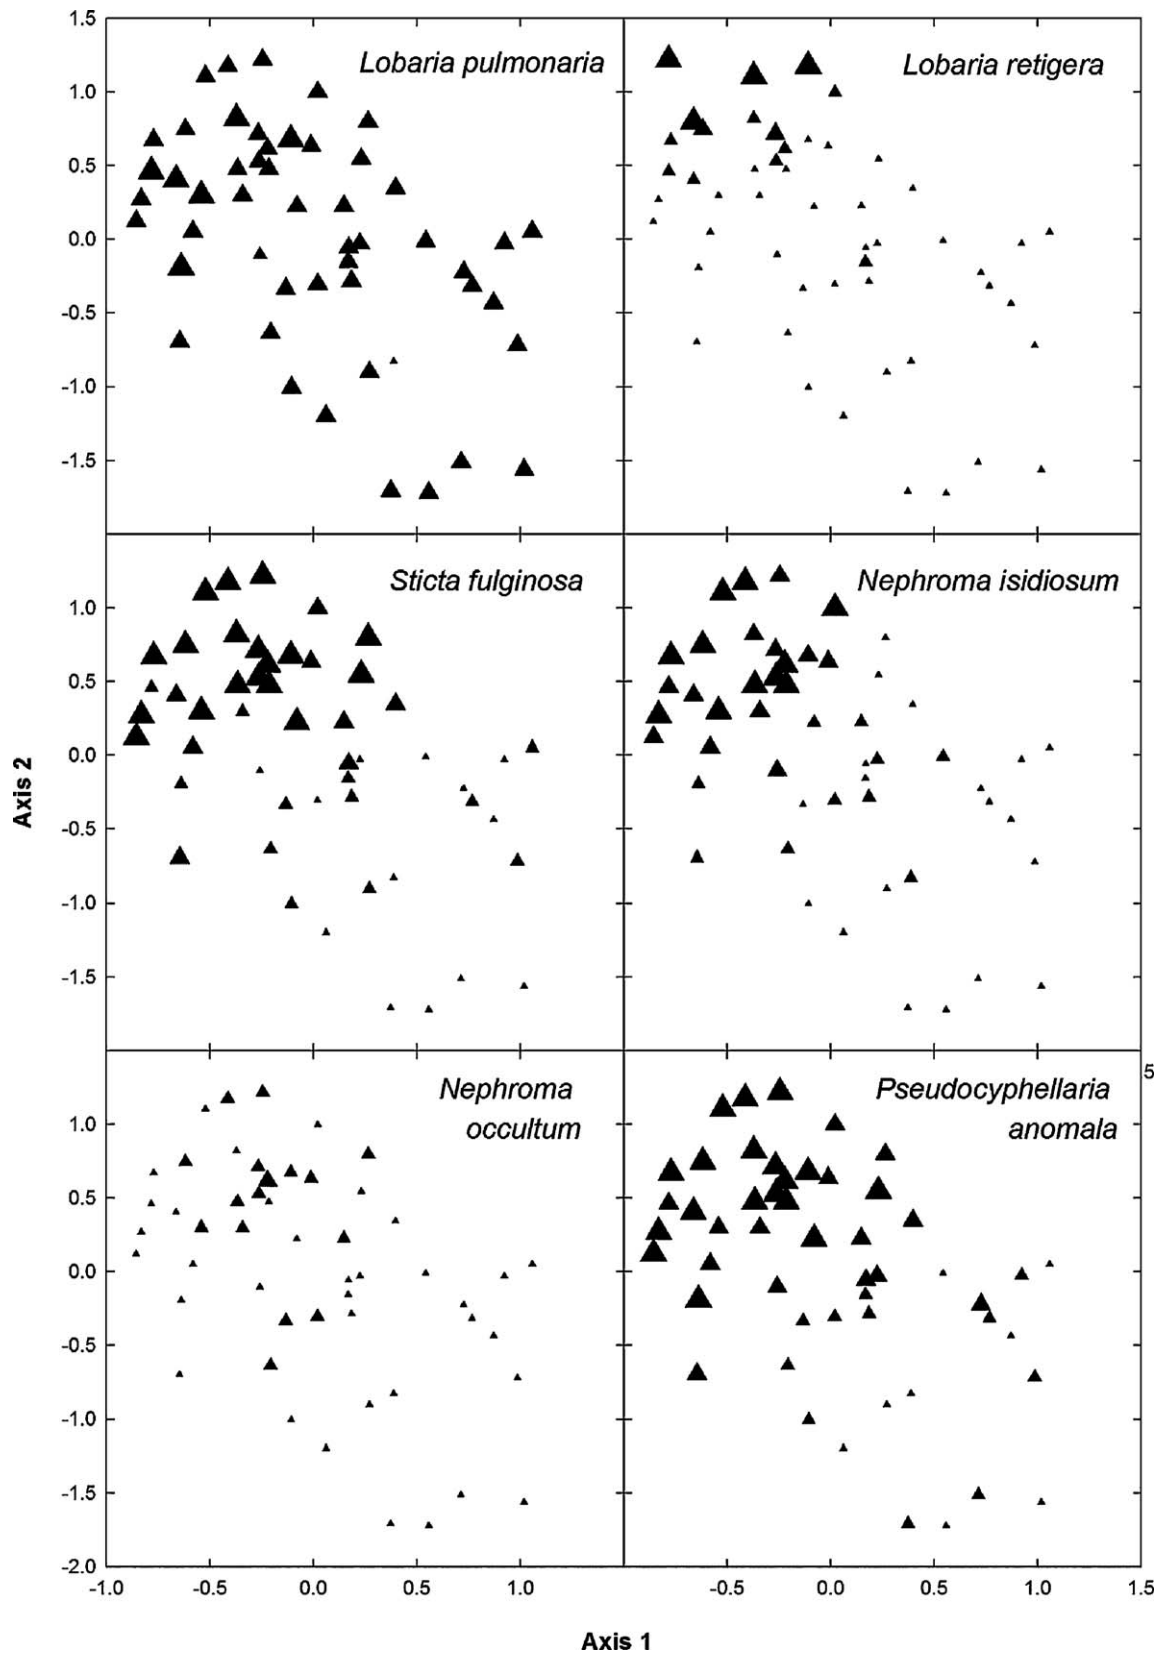 1.5
Lobaria pulmonaria
Lobaria retigera
1.0
0.5
0.0
-0.5
-1.0
-1.5
Sticta fulginosa
Nephroma isidiosum
1.0
0.5
0.0
-0.5
-1.0
-1.5
Axis 2
Nephroma
occultum
Pseudocyphellaria
anomala
5
1.0
0.5
0.0
-0.5
-1.0
-1.5
-2.0
-1.0 -0.5 0.0 0.5 1.0 -0.5 0.0 0.5 1.0 1.5
Axis 1